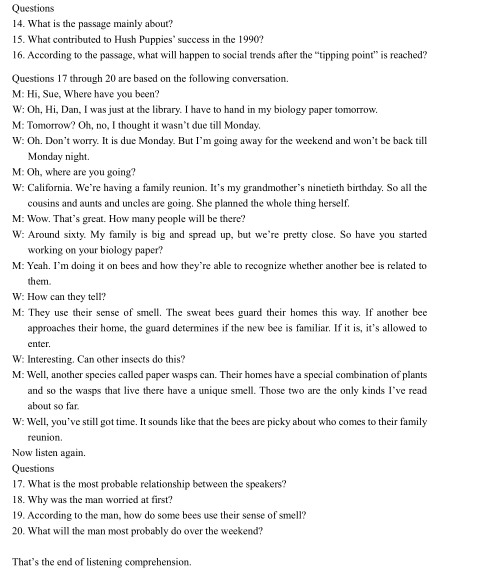 Questions
14. What is the passage mainly about?
15. What contributed to Hush Puppies' success in the 1990?
16. According to the passage, what will happen to social trends after the “tipping point” is reached?
Questions 17 through 20 are based on the following conversation.
M: Hi, Sue, Where have you been?
W: Oh, Hi, Dan, I was just at the library. I have to hand in my biology paper tomorrow.
M: Tomorrow? Oh, no, I thought it wasn't due till Monday.
W: Oh. Don't worry. It is due Monday. But I'm going away for the weekend and won't be back till
Monday night.
M: Oh, where are you going?
W: California. We're having a family reunion. It's my grandmother's ninetieth birthday. So all the
cousins and aunts and uncles are going. She planned the whole thing herself.
M: Wow. That's great. How many people will be there?
W: Around sixty. My family is big and spread up, but we're pretty close. So have you started
working on your biology paper?
M: Yeah. I'm doing it on bees and how they're able to recognize whether another bee is related to
them.
W: How can they tell?
M: They use their sense of smell. The sweat bees guard their homes this way. If another bee
approaches their home, the guard determines if the new bee is familiar. If it is, it's allowed to
enter.
W: Interesting. Can other insects do this?
M: Well, another species called paper wasps can. Their homes have a special combination of plants
and so the wasps that live there have a unique smell. Those two are the only kinds I've read
about so far.
W: Well, you've still got time. It sounds like that the bees are picky about who comes to their family
reunion.
Now listen again.
Questions
17. What is the most probable relationship between the speakers?
18. Why was the man worried at first?
19. According to the man, how do some bees use their sense of smell?
20. What will the man most probably do over the weekend?
That's the end of listening comprehension.